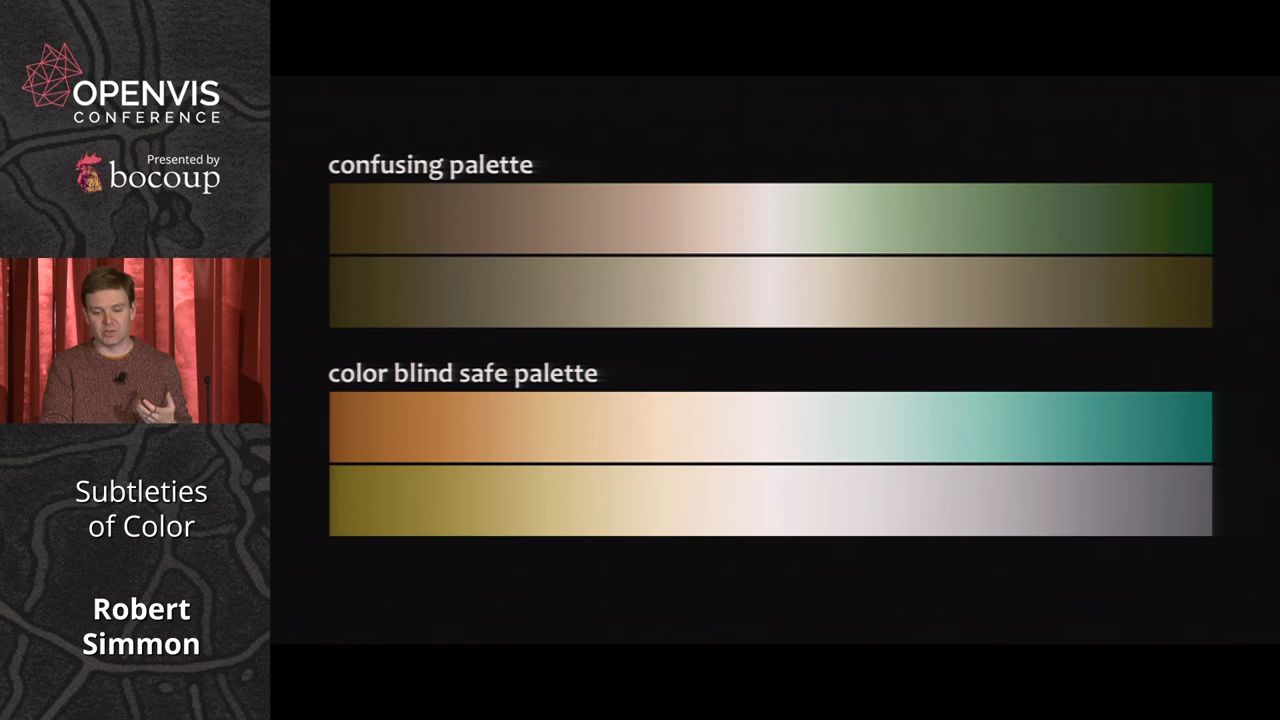 OPENVIS
CONFERENCE
Presented by
bocoup
Subtleties
of Color
Robert
Simmon
confusing palette
color blind safe palette